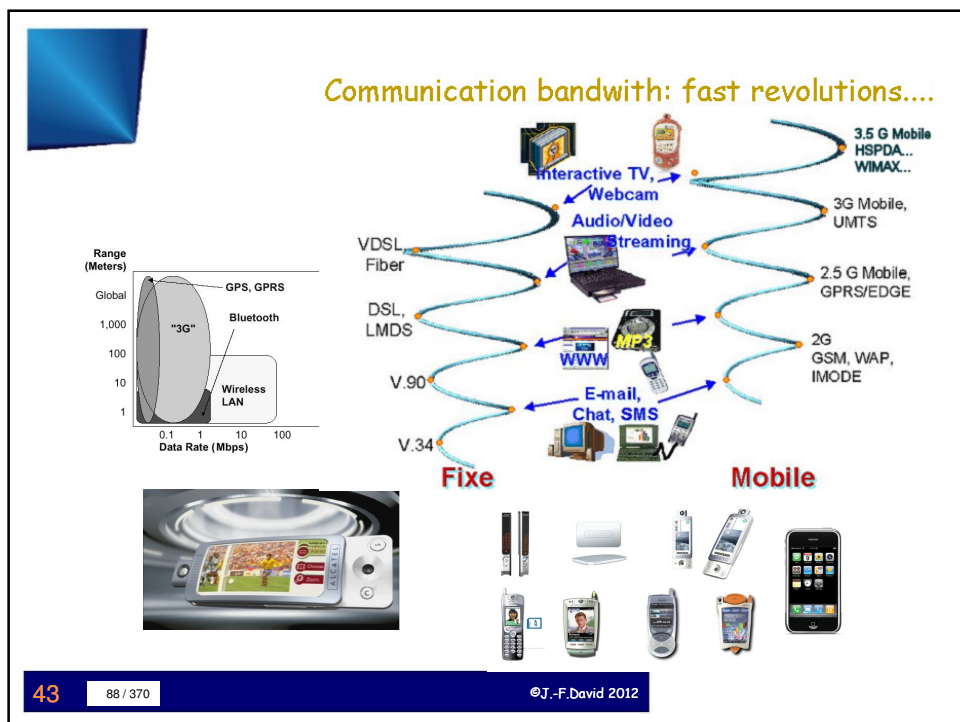 Communication bandwith: fast revolutions....
3.5 G Mobile
HSPDA...
WIMAX...
Interactive TV,
Webcam
3G Mobile,
UMTS
Audio/Video
Streaming
VDSL,
Fiber
2.5 G Mobile,
GPRS/EDGE
DSL,
LMDS
MP3
WWW
2G
GSM, WAP,
IMODE
V.90
E-mail,
Chat, SMS
V.34
Fixe
Mobile
Range
(Meters)
Global
1,000
100
10
1
GPS, GPRS
"3G"
Bluetooth
Wireless
LAN
0.1 1 10 100
Data Rate (Mbps)
Choose
Zoom
ALCATEL
C
43
88 / 370
©J.-F.David 2012